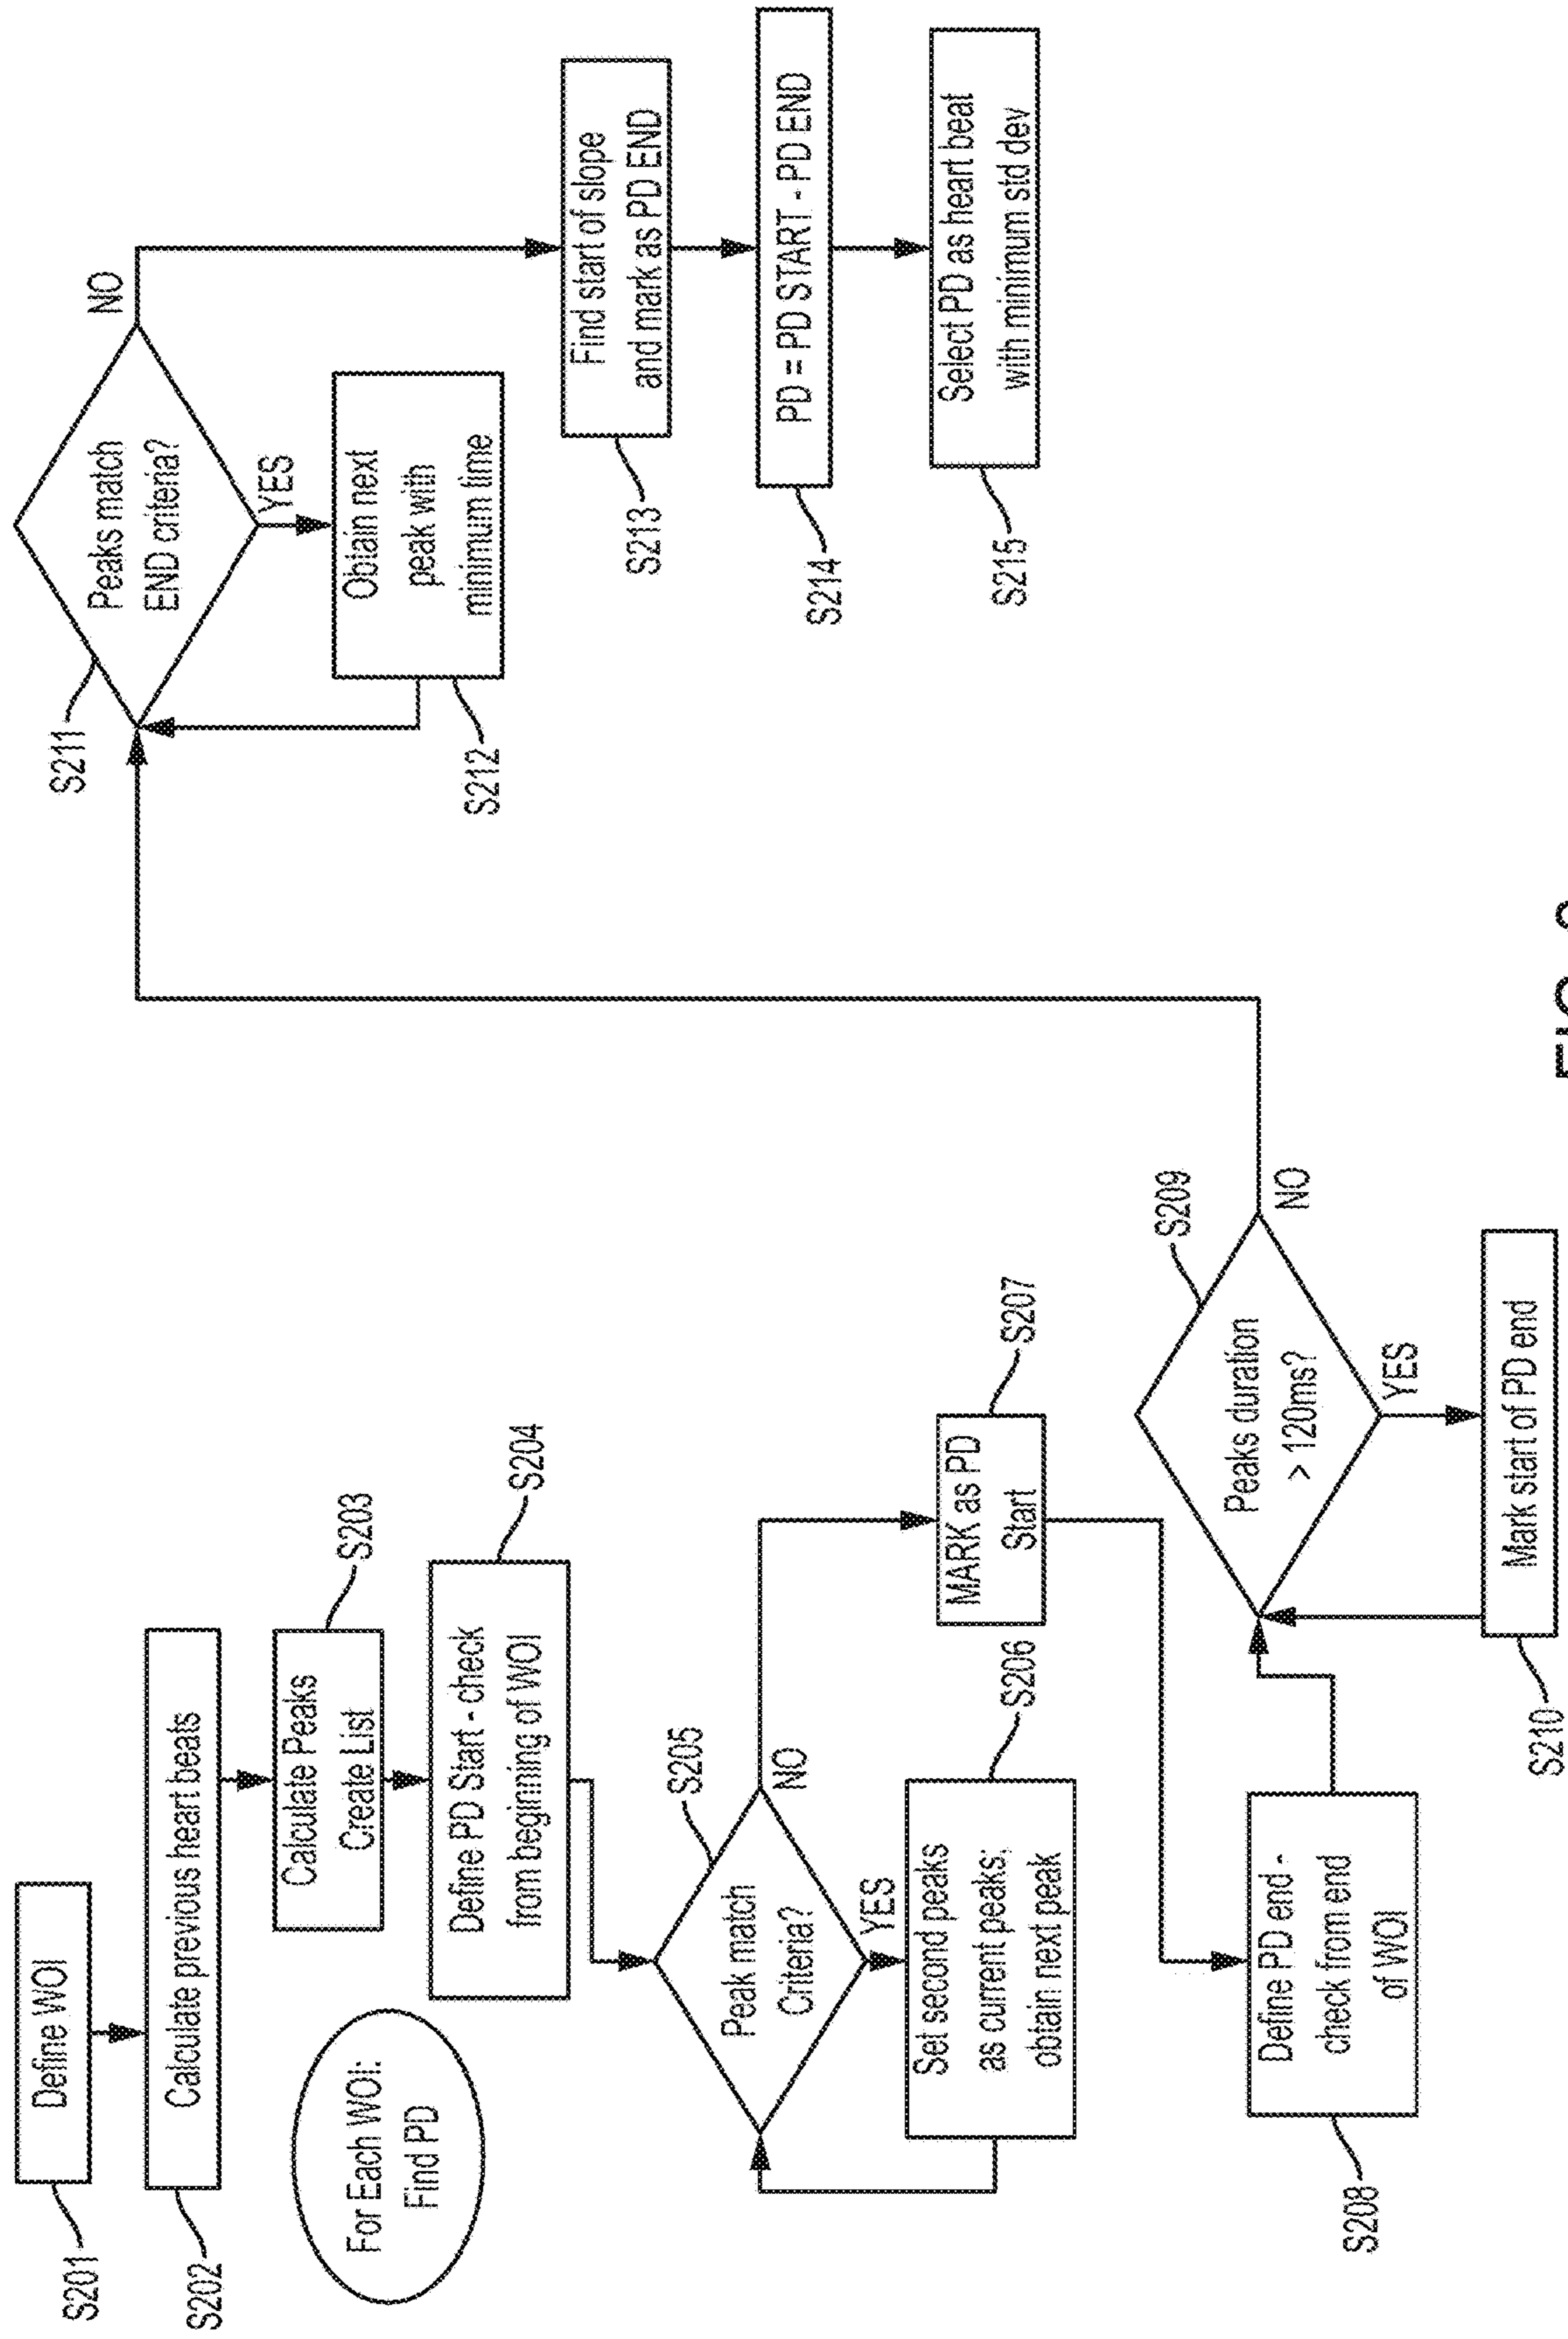 S201
Define WOI
S202
Calculate previous heart beats
For Each WOI:
Find PD
S203
Calculate Peaks
Create List
S204
Define PD Start - check
from beginning of WOI
S205
Peak match
Criteria?
YES
NO
S206
Set second peaks
as current peaks;
obtain next peak
S207
MARK as PD
Start
S208
Define PD end -
check from end
of WOI
S209
Peaks duration
> 120ms?
YES
NO
S210
Mark start of PD end
S211
Peaks match
END criteria?
YES
NO
S212
Obtain next
peak with
minimum time
S213
Find start of slope
and mark as PD END
S214
PD = PD START - PD END
S215
Select PD as heart beat
with minimum std dev
FIG.